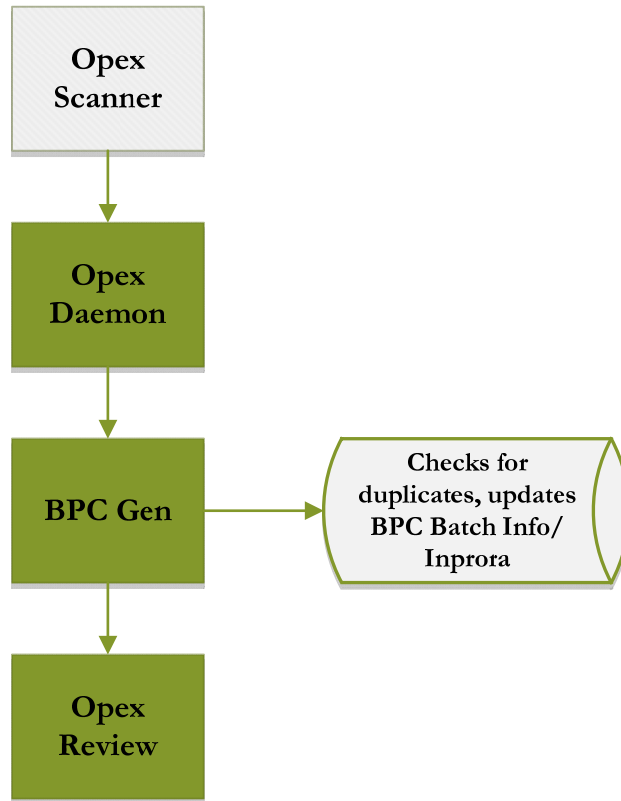 Opex
Scanner
Opex
Daemon
BPC Gen
Checks for
duplicates, updates
BPC Batch Info/
Inprora
Opex
Review